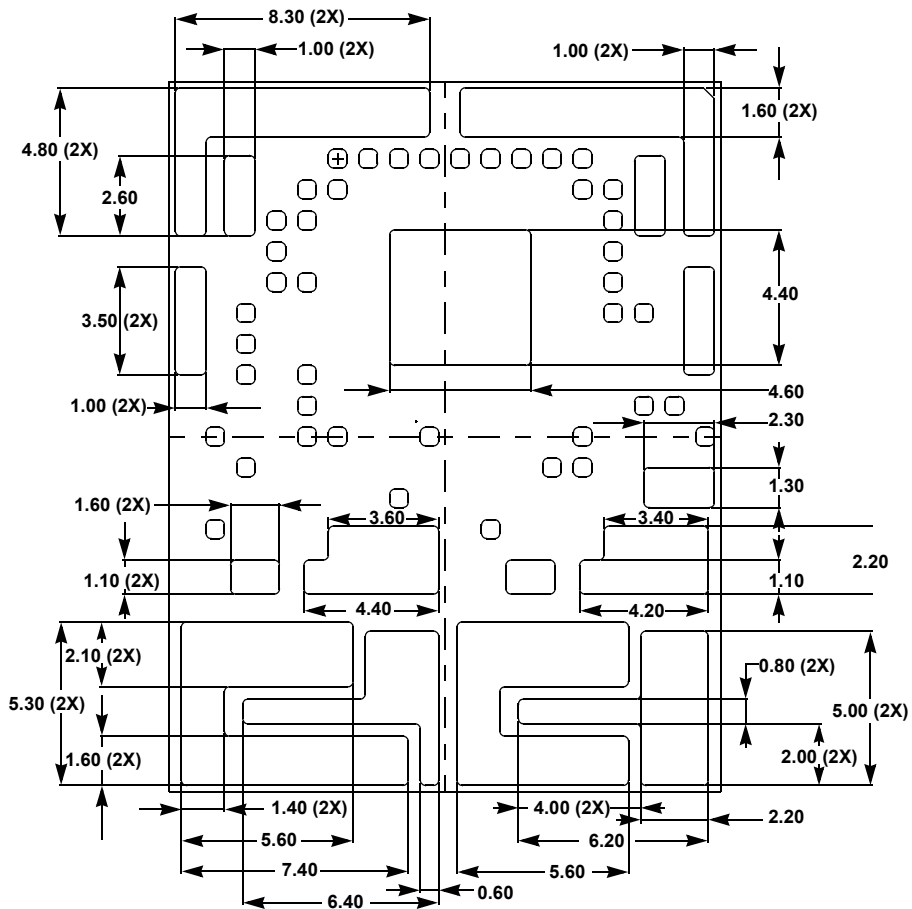 8.30 (2X)
1.00 (2X)
1.00 (2X)
1.60 (2X)
4.80 (2X)
2.60
4.40
3.50 (2X)
4.60
1.00 (2X)
2.30
1.30
1.60 (2X)
3.60
3.40
2.20
1.10 (2X)
1.10
4.40
4.20
2.10 (2X)
0.80 (2X)
5.30 (2X)
5.00 (2X)
1.60 (2X)
2.00 (2X)
1.40 (2X)
4.00 (2X)
2.20
5.60
6.20
7.40
5.60
0.60
6.40